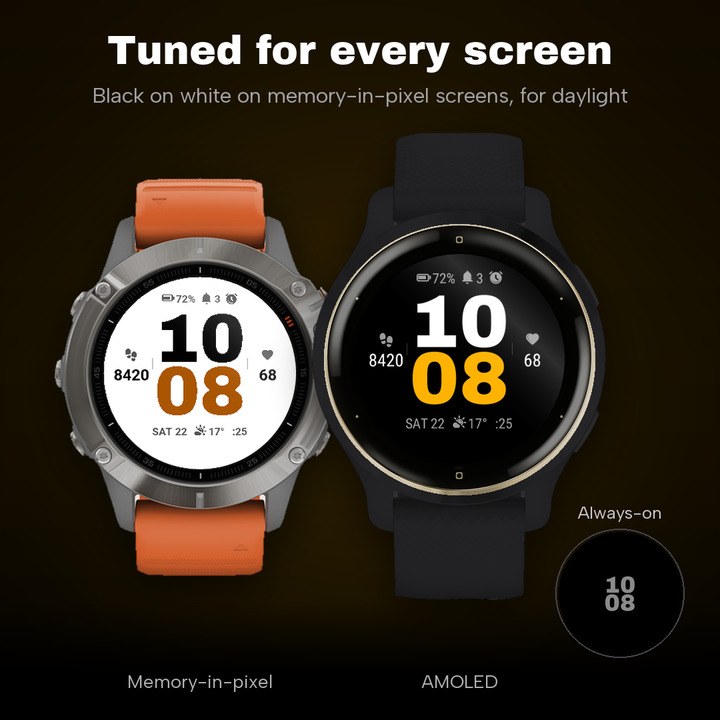 Tuned for every screen
Black on white on memory-in-pixel screens, for daylight
72% 3
10
8420 68
08
SAT 22 17° :25
72% 3
10
8420 68
08
SAT 22 17° :25
Always-on
10
08
Memory-in-pixel
AMOLED